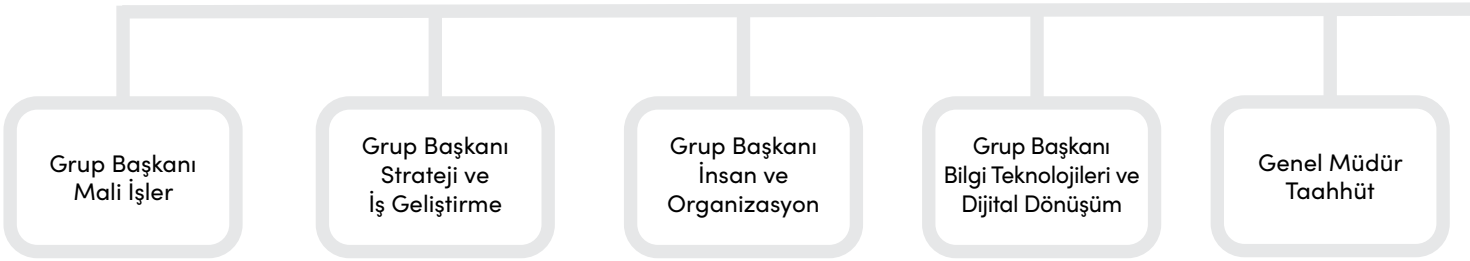 Grup Başkanı
Mali İşler
Grup Başkanı
Strateji ve
İş Geliştirme
Grup Başkanı
İnsan ve
Organizasyon
Grup Başkanı
Bilgi Teknolojileri ve
Dijital Dönüşüm
Genel Müdür
Taahhüt